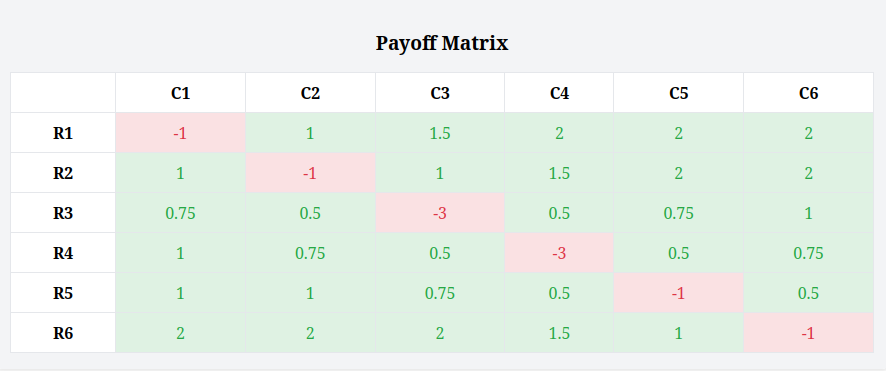 Payoff Matrix
C1 C2 C3 C4 C5 C6
R1 -1 1 1.5 2 2 2
R2 1 -1 1 1.5 2 2
R3 0.75 0.5 -3 0.5 0.75 1
R4 1 0.75 0.5 -3 0.5 0.75
R5 1 1 0.75 0.5 -1 0.5
R6 2 2 2 1.5 1 -1